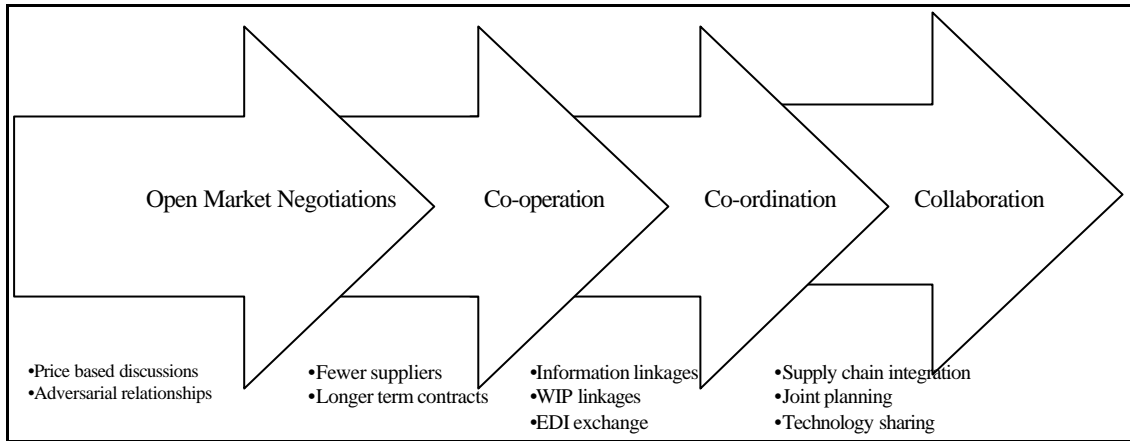 Open Market Negotiations
Co-operation
Co-ordination
Collaboration
•Price based discussions
•Adversarial relationships
•Fewer suppliers
•Longer term contracts
•Information linkages
•WIP linkages
•EDI exchange
•Supply chain integration
•Joint planning
•Technology sharing